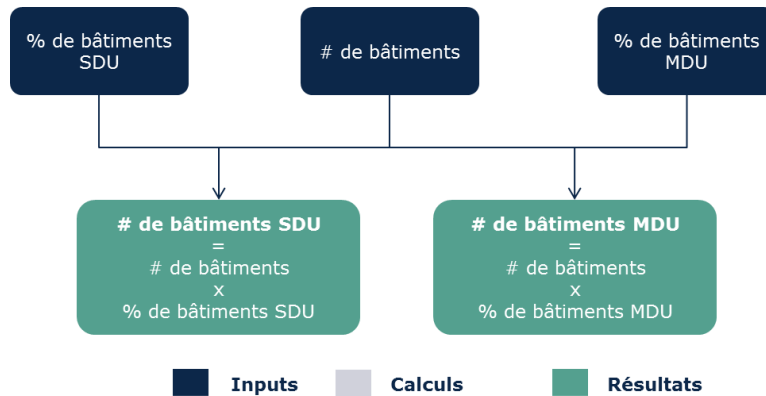 % de bâtiments
SDU
# de bâtiments
% de bâtiments
MDU
# de bâtiments SDU
=
# de bâtiments
x
% de bâtiments SDU
# de bâtiments MDU
=
# de bâtiments
x
% de bâtiments MDU
Inputs
Calculs
Résultats